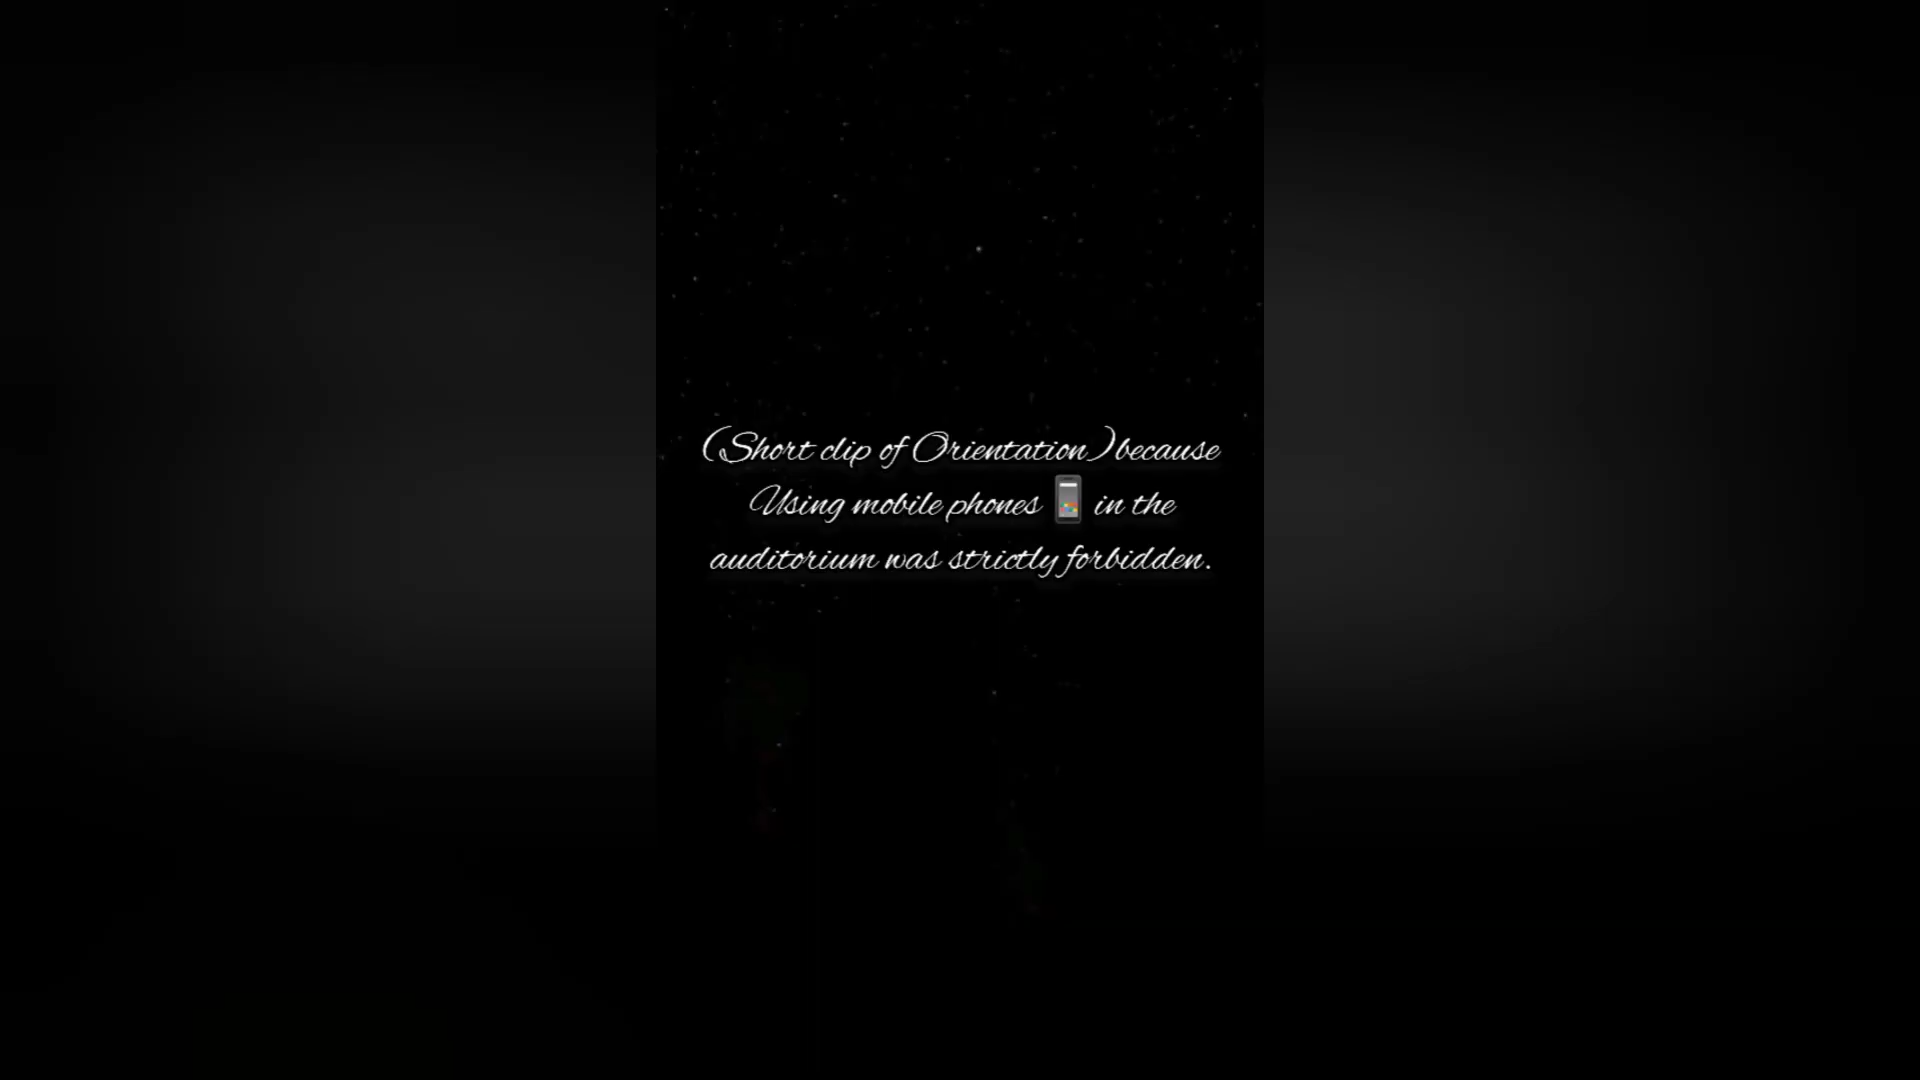 (Short clip of Orientation)because
Using mobile phones 📱 in the
auditorium was strictly forbidden.